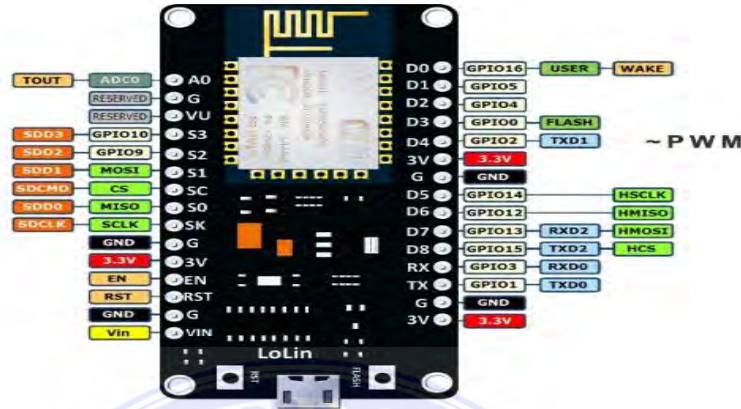 D0 GPIO16 USER WAKE
TOUT ADC0 A0 D1 GPIO5
RESERVED G D2 GPIO4
RESERVED VU D3 GPIO0 FLASH
SDD3 GPIO10 S3 D4 GPIO2 TXD1 ~PWM
SDD2 GPIO9 S2 3V 3.3V
SDD1 MOSI S1 G GND
SDCMD CS SC D5 GPIO14 HSCLK
SDD0 MISO S0 D6 GPIO12 HMISO
SDCLK SCLK SK D7 GPIO13 RXD2 HMOSI
GND G D8 GPIO15 TXD2 HCS
3.3V 3V RX GPIO3 RXD0
EN EN TX GPIO1 TXD0
RST RST G GND
GND G 3V 3.3V
Vin VIN
LoLin
RST FLASH